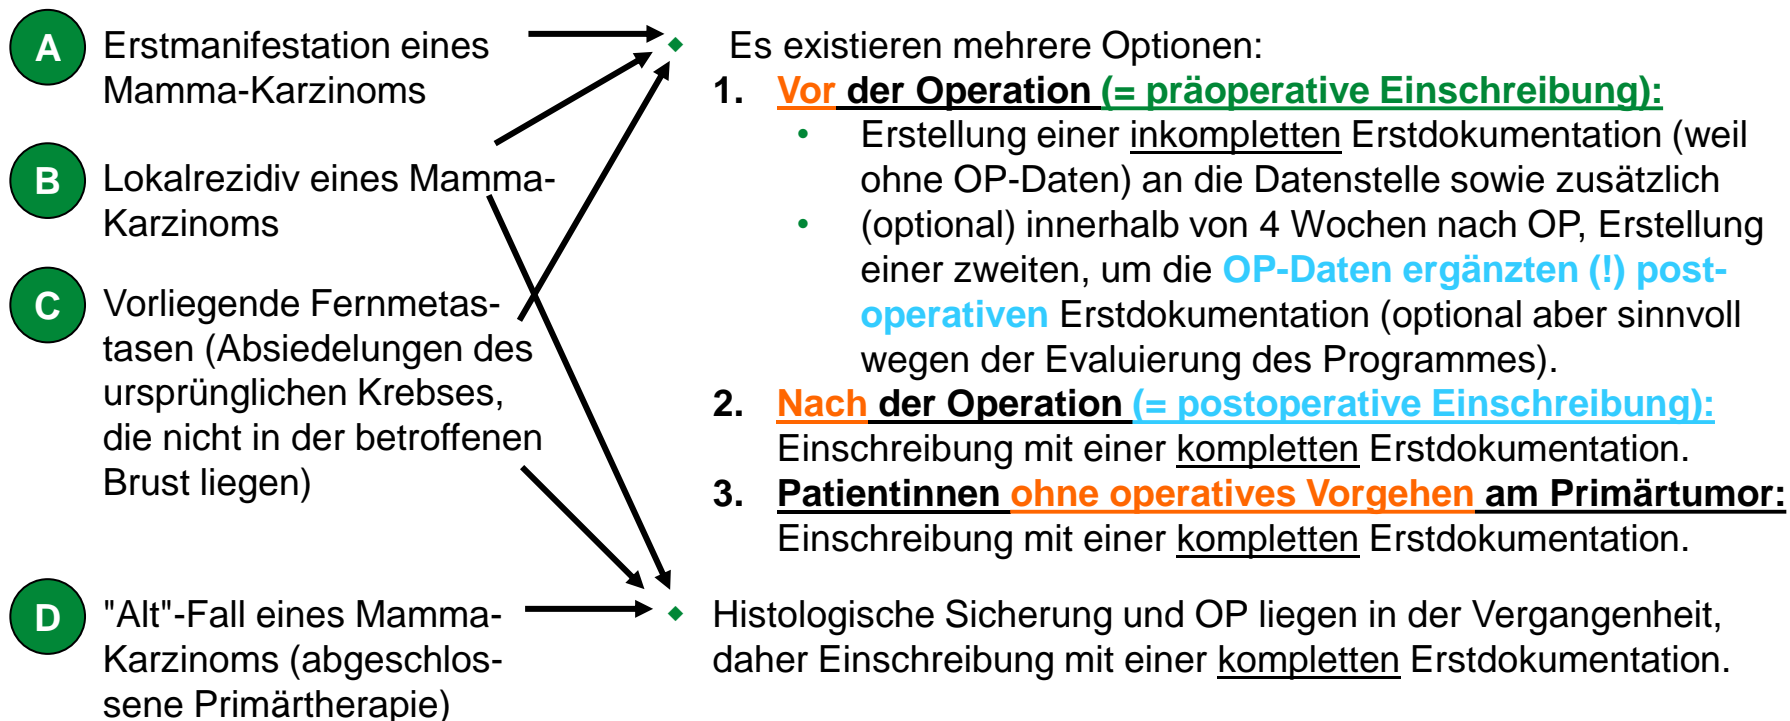 A
Erstmanifestation eines
Mamma-Karzinoms
B
Lokalrezidiv eines Mamma-
Karzinoms
C
Vorliegende Fernmetas-
tasen (Absiedelungen des
ursprünglichen Krebses,
die nicht in der betroffenen
Brust liegen)
D
"Alt"-Fall eines Mamma-
Karzinoms (abgeschlos-
sene Primärtherapie)
Es existieren mehrere Optionen:
1. Vor der Operation (= präoperative Einschreibung):
• Erstellung einer inkompletten Erstdokumentation (weil
ohne OP-Daten) an die Datenstelle sowie zusätzlich
• (optional) innerhalb von 4 Wochen nach OP, Erstellung
einer zweiten, um die OP-Daten ergänzten (!) post-
operativen Erstdokumentation (optional aber sinnvoll
wegen der Evaluierung des Programmes).
2. Nach der Operation (= postoperative Einschreibung):
Einschreibung mit einer kompletten Erstdokumentation.
3. Patientinnen ohne operatives Vorgehen am Primärtumor:
Einschreibung mit einer kompletten Erstdokumentation.
Histologische Sicherung und OP liegen in der Vergangenheit,
daher Einschreibung mit einer kompletten Erstdokumentation.